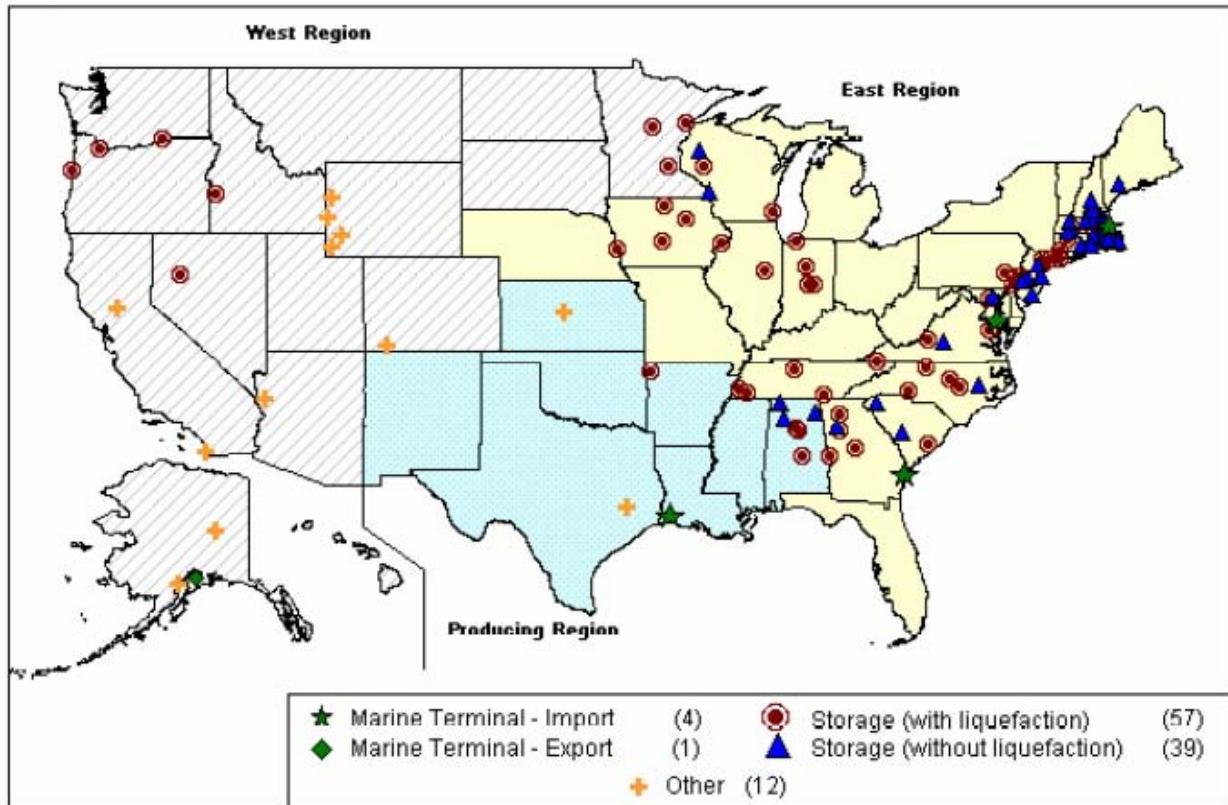 West Region
East Region
Producing Region
Marine Terminal - Import (4)
Storage (with liquefaction) (57)
Marine Terminal - Export (1)
Storage (without liquefaction) (39)
Other (12)